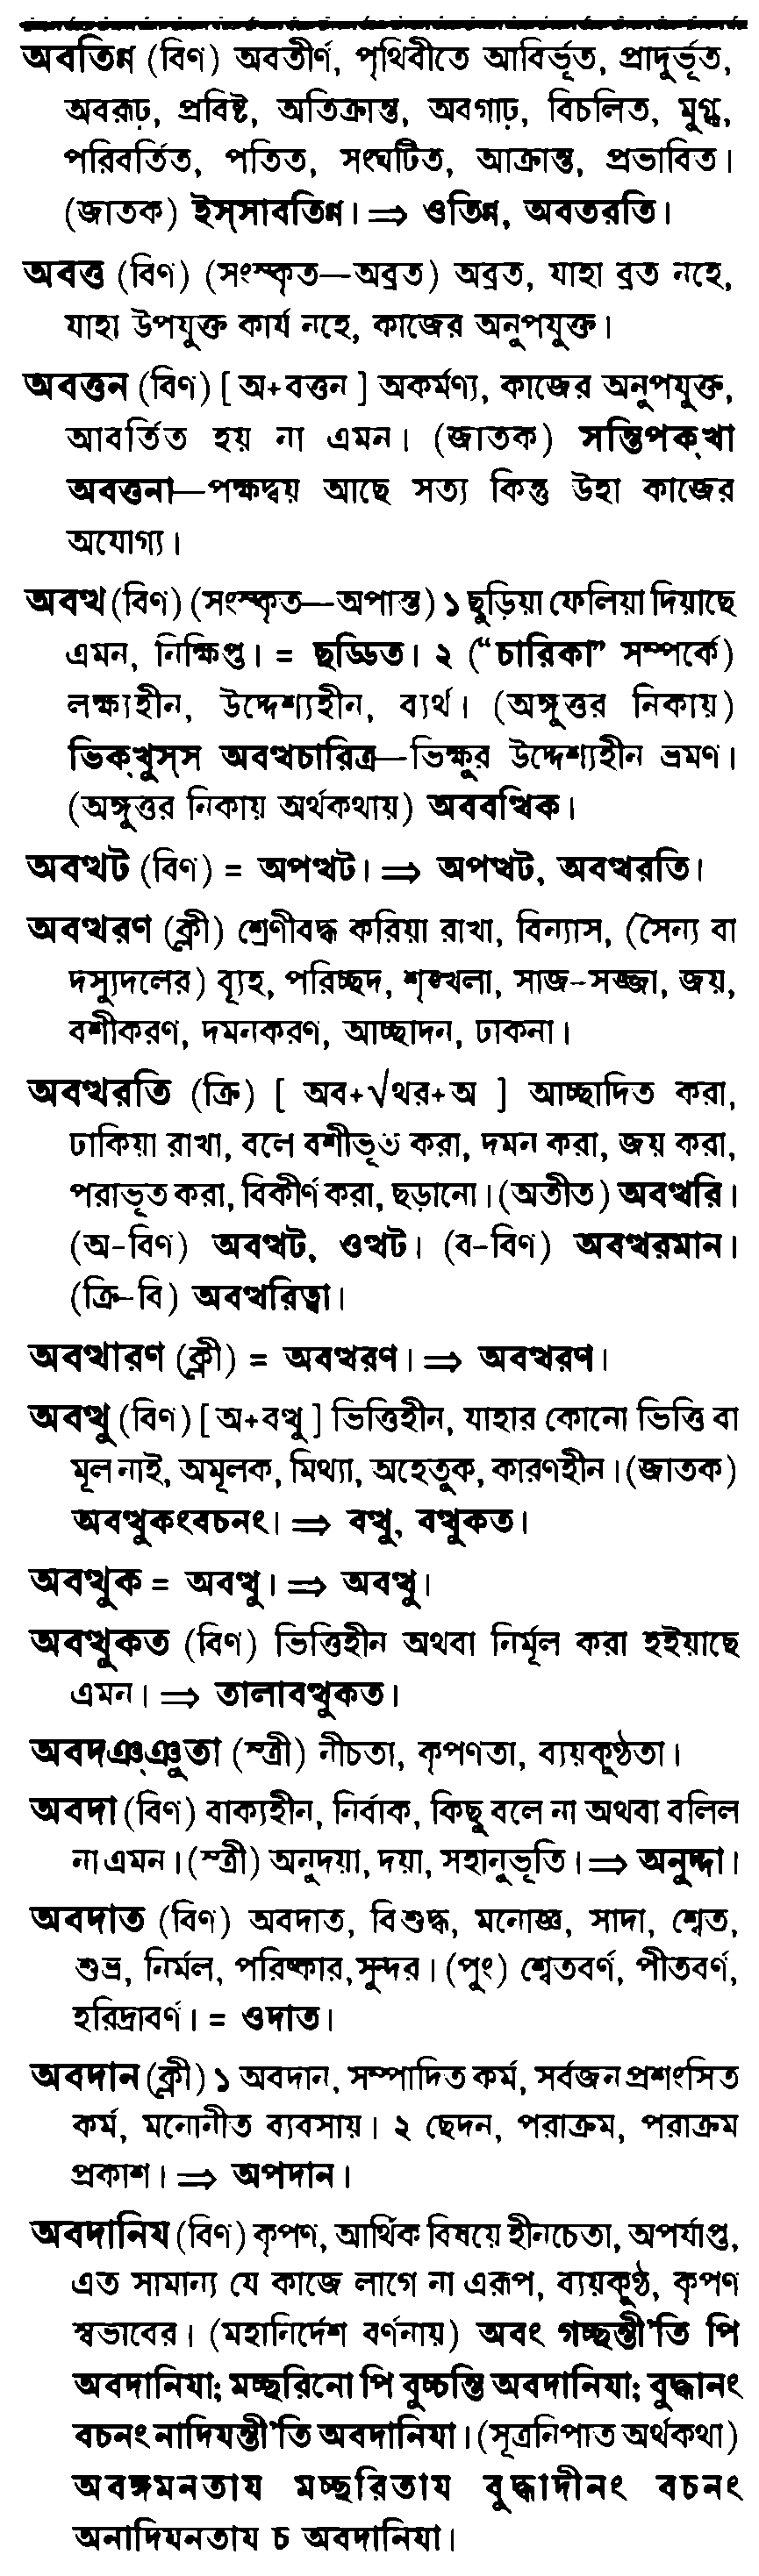 অবতিন্ন (বিণ) অবতীর্ণ, পৃথিবীতে আবির্ভূত, প্রাদুর্ভূত,
অবরূঢ়, প্রবিষ্ট, অতিক্রান্ত, অবগাঢ়, বিচলিত, মুগ্ধ,
পরিবর্তিত, পতিত, সংঘটিত, আক্রান্ত, প্রভাবিত।
(জাতক) ইস্‌সাবতিন্ন। ⇒ ওতিন্ন, অবতরতি।
অবত্ত (বিণ) (সংস্কৃত—অব্রত) অব্রত, যাহা ব্রত নহে,
যাহা উপযুক্ত কার্য নহে, কাজের অনুপযুক্ত।
অবত্তন (বিণ) [ অ+বত্তন ] অকর্মণ্য, কাজের অনুপযুক্ত,
আবর্তিত হয় না এমন। (জাতক) সন্তিপক্‌খা
অবত্তনা—পক্ষদ্বয় আছে সত্য কিন্তু উহা কাজের
অযোগ্য।
অবত্থ (বিণ) (সংস্কৃত—অপাস্ত) ১ ছুড়িয়া ফেলিয়া দিয়াছে
এমন, নিক্ষিপ্ত। = ছড্ডিত। ২ (“চারিকা” সম্পর্কে)
লক্ষ্যহীন, উদ্দেশ্যহীন, ব্যর্থ। (অঙ্গুত্তর নিকায়)
ভিক্‌খুস্‌স অবত্থচারিত্র—ভিক্ষুর উদ্দেশ্যহীন ভ্রমণ।
(অঙ্গুত্তর নিকায় অর্থকথায়) অববত্থিক।
অবত্থট (বিণ) = অপত্থট। ⇒ অপত্থট, অবত্থরতি।
অবত্থরণ (ক্লী) শ্রেণীবদ্ধ করিয়া রাখা, বিন্যাস, (সৈন্য বা
দস্যুদলের) ব্যূহ, পরিচ্ছদ, শৃঙ্খলা, সাজ-সজ্জা, জয়,
বশীকরণ, দমনকরণ, আচ্ছাদন, ঢাকনা।
অবত্থরতি (ক্রি) [ অব+√থর+অ ] আচ্ছাদিত করা,
ঢাকিয়া রাখা, বলে বশীভূত করা, দমন করা, জয় করা,
পরাভূত করা, বিকীর্ণ করা, ছড়ানো। (অতীত) অবত্থরি।
(অ-বিণ) অবত্থট, ওত্থট। (ব-বিণ) অবত্থরমান।
(ক্রি-বি) অবত্থরিত্বা।
অবত্থারণ (ক্লী) = অবত্থরণ। ⇒ অবত্থরণ।
অবত্থু (বিণ) [ অ+বত্থু ] ভিত্তিহীন, যাহার কোনো ভিত্তি বা
মূল নাই, অমূলক, মিথ্যা, অহেতুক, কারণহীন। (জাতক)
অবত্থুকংবচনং। ⇒ বত্থু, বত্থুকত।
অবত্থুক = অবত্থু। ⇒ অবত্থু।
অবত্থুকত (বিণ) ভিত্তিহীন অথবা নির্মূল করা হইয়াছে
এমন। ⇒ তালাবত্থুকত।
অবদঞ্‌ঞুতা (স্ত্রী) নীচতা, কৃপণতা, ব্যয়কুণ্ঠতা।
অবদা (বিণ) বাক্যহীন, নির্বাক, কিছু বলে না অথবা বলিল
না এমন। (স্ত্রী) অনুদয়া, দয়া, সহানুভূতি। ⇒ অনুদ্দা।
অবদাত (বিণ) অবদাত, বিশুদ্ধ, মনোজ্ঞ, সাদা, শ্বেত,
শুভ্র, নির্মল, পরিষ্কার, সুন্দর। (পুং) শ্বেতবর্ণ, পীতবর্ণ,
হরিদ্রাবর্ণ। = ওদাত।
অবদান (ক্লী) ১ অবদান, সম্পাদিত কর্ম, সর্বজন প্রশংসিত
কর্ম, মনোনীত ব্যবসায়। ২ ছেদন, পরাক্রম, পরাক্রম
প্রকাশ। ⇒ অপদান।
অবদানিয (বিণ) কৃপণ, আর্থিক বিষয়ে হীনচেতা, অপর্যাপ্ত,
এত সামান্য যে কাজে লাগে না এরূপ, ব্যয়কুণ্ঠ, কৃপণ
স্বভাবের। (মহানির্দেশ বর্ণনায়) অবং গচ্ছন্তী'তি পি
অবদানিযা; মচ্ছরিনো পি বুচ্চন্তি অবদানিযা; বুদ্ধানং
বচনং নাদিযন্তী'তি অবদানিযা। (সূত্রনিপাত অর্থকথা)
অবঙ্গমনতায মচ্ছরিতায বুদ্ধাদীনং বচনং
অনাদিযনতায চ অবদানিযা।